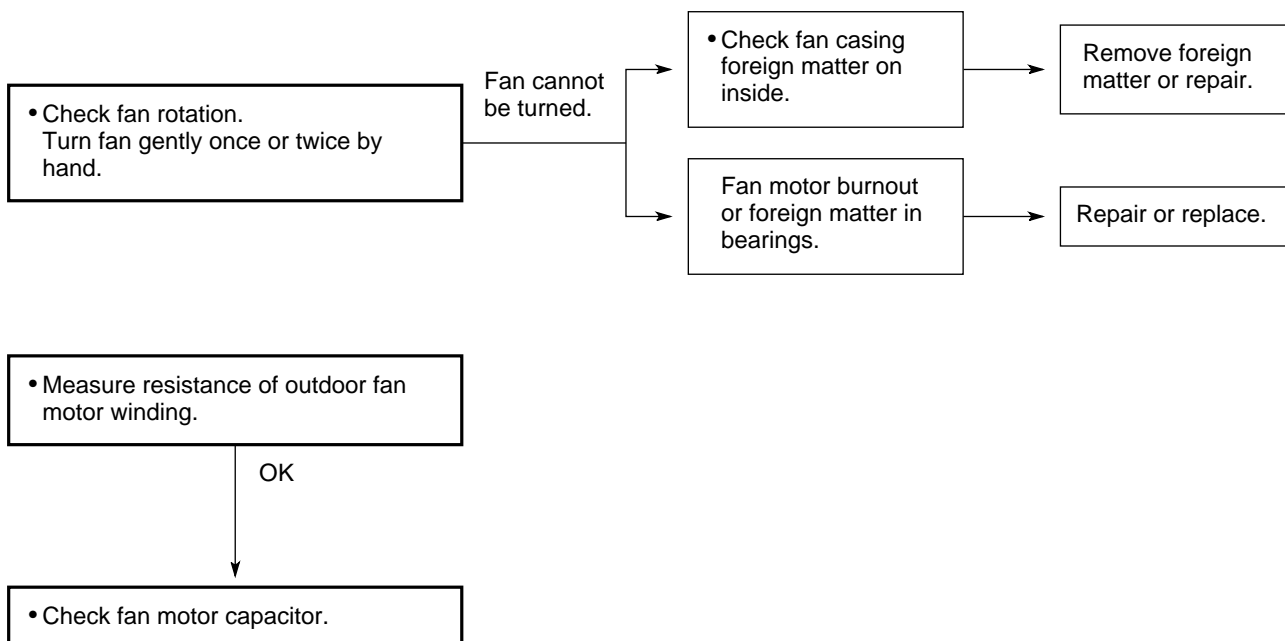 • Check fan rotation.
Turn fan gently once or twice by
hand.
Fan cannot
be turned.
• Check fan casing
foreign matter on
inside.
Remove foreign
matter or repair.
Fan motor burnout
or foreign matter in
bearings.
Repair or replace.
• Measure resistance of outdoor fan
motor winding.
OK
• Check fan motor capacitor.